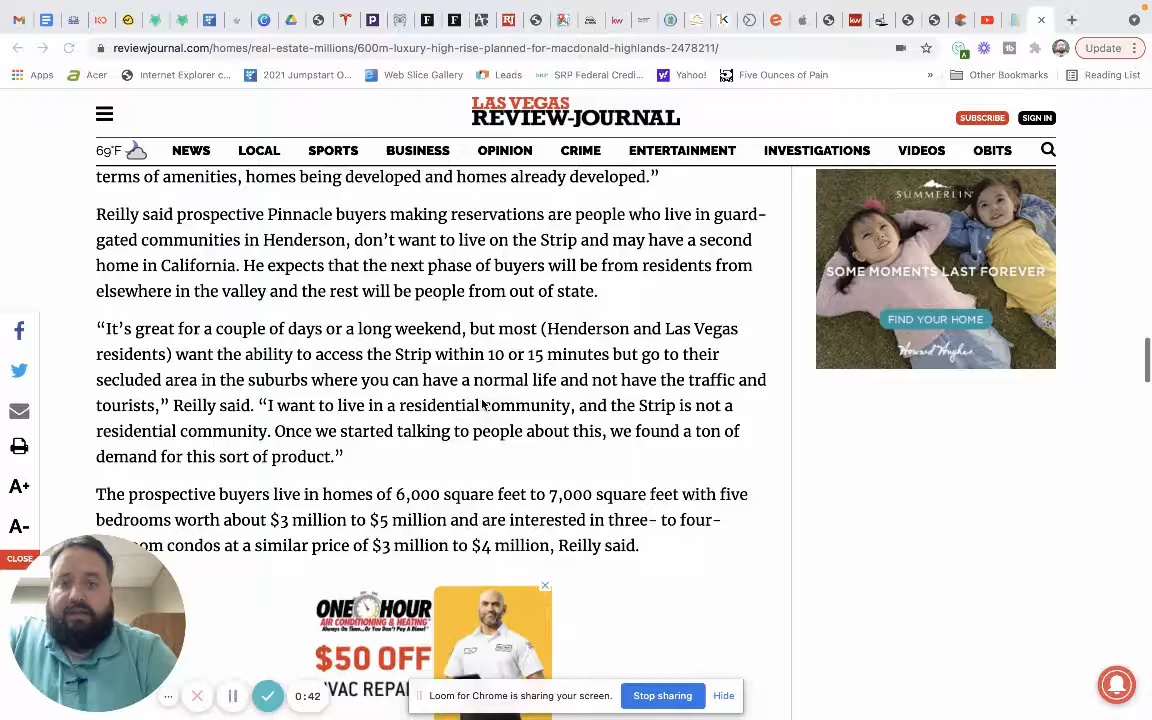 reviewjournal.com/homes/real-estate-millions/600m-luxury-high-rise-planned-for-macdonald-highlands-2478211/
Update
Apps
Acer
Internet Explorer c...
2021 Jumpstart O...
Web Slice Gallery
Leads
SRP Federal Credi...
Yahoo!
Five Ounces of Pain
»
Other Bookmarks
Reading List
LAS VEGAS
REVIEW-JOURNAL
SUBSCRIBE
SIGN IN
69°F
NEWS
LOCAL
SPORTS
BUSINESS
OPINION
CRIME
ENTERTAINMENT
INVESTIGATIONS
VIDEOS
OBITS
terms of amenities, homes being developed and homes already developed.”
Reilly said prospective Pinnacle buyers making reservations are people who live in guard-
gated communities in Henderson, don’t want to live on the Strip and may have a second
home in California. He expects that the next phase of buyers will be from residents from
elsewhere in the valley and the rest will be people from out of state.
“It’s great for a couple of days or a long weekend, but most (Henderson and Las Vegas
residents) want the ability to access the Strip within 10 or 15 minutes but go to their
secluded area in the suburbs where you can have a normal life and not have the traffic and
tourists,” Reilly said. “I want to live in a residential community, and the Strip is not a
residential community. Once we started talking to people about this, we found a ton of
demand for this sort of product.”
The prospective buyers live in homes of 6,000 square feet to 7,000 square feet with five
bedrooms worth about $3 million to $5 million and are interested in three- to four-
oom condos at a similar price of $3 million to $4 million, Reilly said.
SUMMERLIN
SOME MOMENTS LAST FOREVER
FIND YOUR HOME
Howard Hughes
A+
A-
CLOSE
ONE HOUR
AIR CONDITIONING & HEATING
Always On Time...Or You Don't Pay A Dime!
$50 OFF
HVAC REPA
0:42
Loom for Chrome is sharing your screen.
Stop sharing
Hide